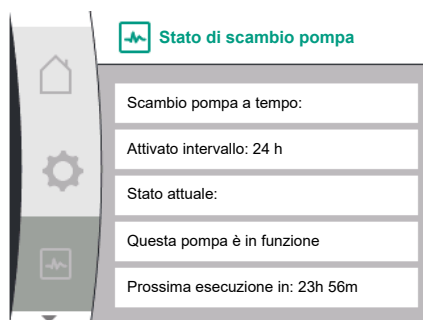 Stato di scambio pompa
Scambio pompa a tempo:
Attivato intervallo: 24 h
Stato attuale:
Questa pompa è in funzione
Prossima esecuzione in: 23h 56m